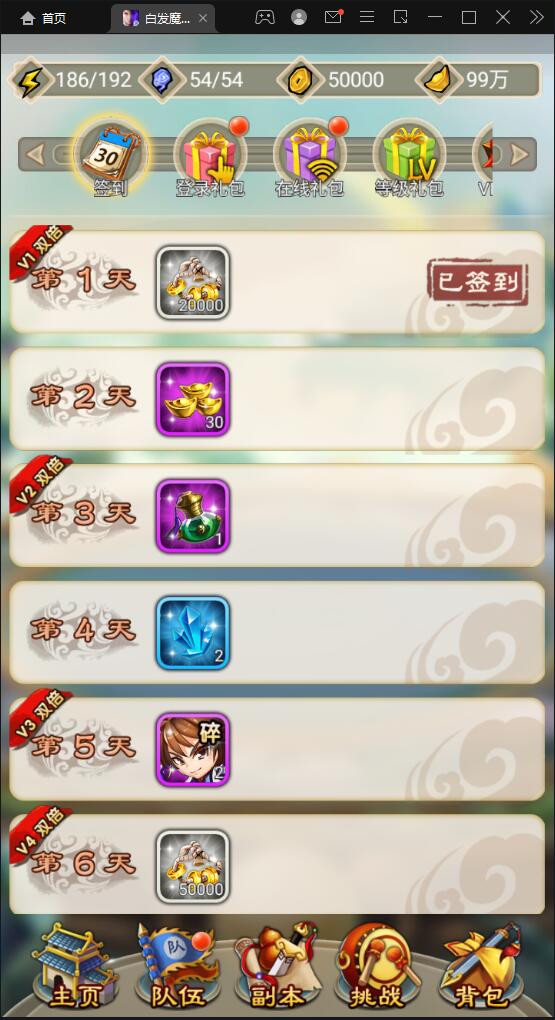 首页
白发魔...
186/192
54/54
50000
99万
30
签到
登录礼包
在线礼包
LV
等级礼包
VI
V1 双倍
第1天
20000
已签到
第2天
30
V2 双倍
第3天
1
第4天
2
V3 双倍
第5天
碎
2
V4 双倍
第6天
50000
主页
队
队伍
副本
挑战
背包